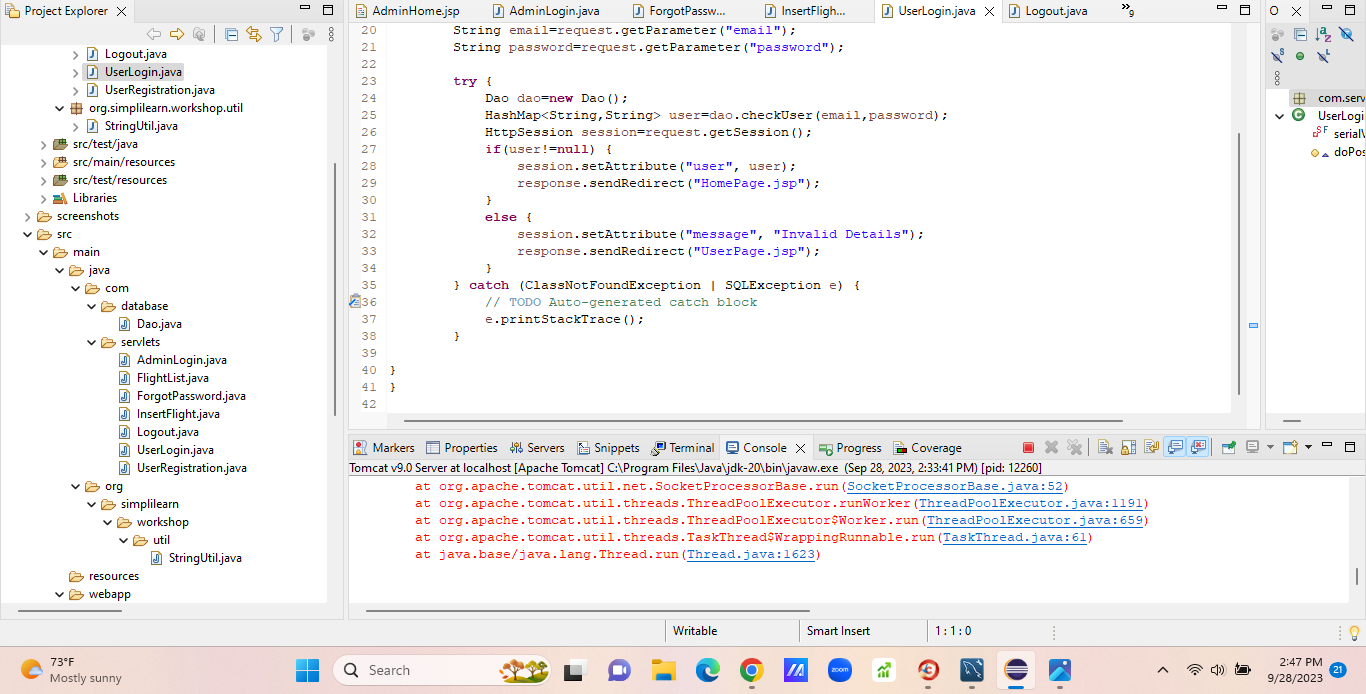 Project Explorer
AdminHome.jsp
AdminLogin.java
ForgotPassw...
InsertFligh...
UserLogin.java
Logout.java
9
O
Logout.java
UserLogin.java
UserRegistration.java
org.simplilearn.workshop.util
StringUtil.java
src/test/java
src/main/resources
src/test/resources
Libraries
screenshots
src
main
java
com
database
Dao.java
servlets
AdminLogin.java
FlightList.java
ForgotPassword.java
InsertFlight.java
Logout.java
UserLogin.java
UserRegistration.java
org
simplilearn
workshop
util
StringUtil.java
resources
webapp
20 String email=request.getParameter("email");
21 String password=request.getParameter("password");
22
23 try {
24 Dao dao=new Dao();
25 HashMap<String,String> user=dao.checkUser(email,password);
26 HttpSession session=request.getSession();
27 if(user!=null) {
28 session.setAttribute("user", user);
29 response.sendRedirect("HomePage.jsp");
30 }
31 else {
32 session.setAttribute("message", "Invalid Details");
33 response.sendRedirect("UserPage.jsp");
34 }
35 } catch (ClassNotFoundException | SQLException e) {
36 // TODO Auto-generated catch block
37 e.printStackTrace();
38 }
39
40 }
41 }
42
com.serv
UserLogi
serialV
doPos
Markers Properties Servers Snippets Terminal Console Progress Coverage
Tomcat v9.0 Server at localhost [Apache Tomcat] C:\Program Files\Java\jdk-20\bin\javaw.exe (Sep 28, 2023, 2:33:41 PM) [pid: 12260]
at org.apache.tomcat.util.net.SocketProcessorBase.run(SocketProcessorBase.java:52)
at org.apache.tomcat.util.threads.ThreadPoolExecutor.runWorker(ThreadPoolExecutor.java:1191)
at org.apache.tomcat.util.threads.ThreadPoolExecutor$Worker.run(ThreadPoolExecutor.java:659)
at org.apache.tomcat.util.threads.TaskThread$WrappingRunnable.run(TaskThread.java:61)
at java.base/java.lang.Thread.run(Thread.java:1623)
Writable Smart Insert 1 : 1 : 0
73°F
Mostly sunny
Search
zoom
2:47 PM
9/28/2023
21